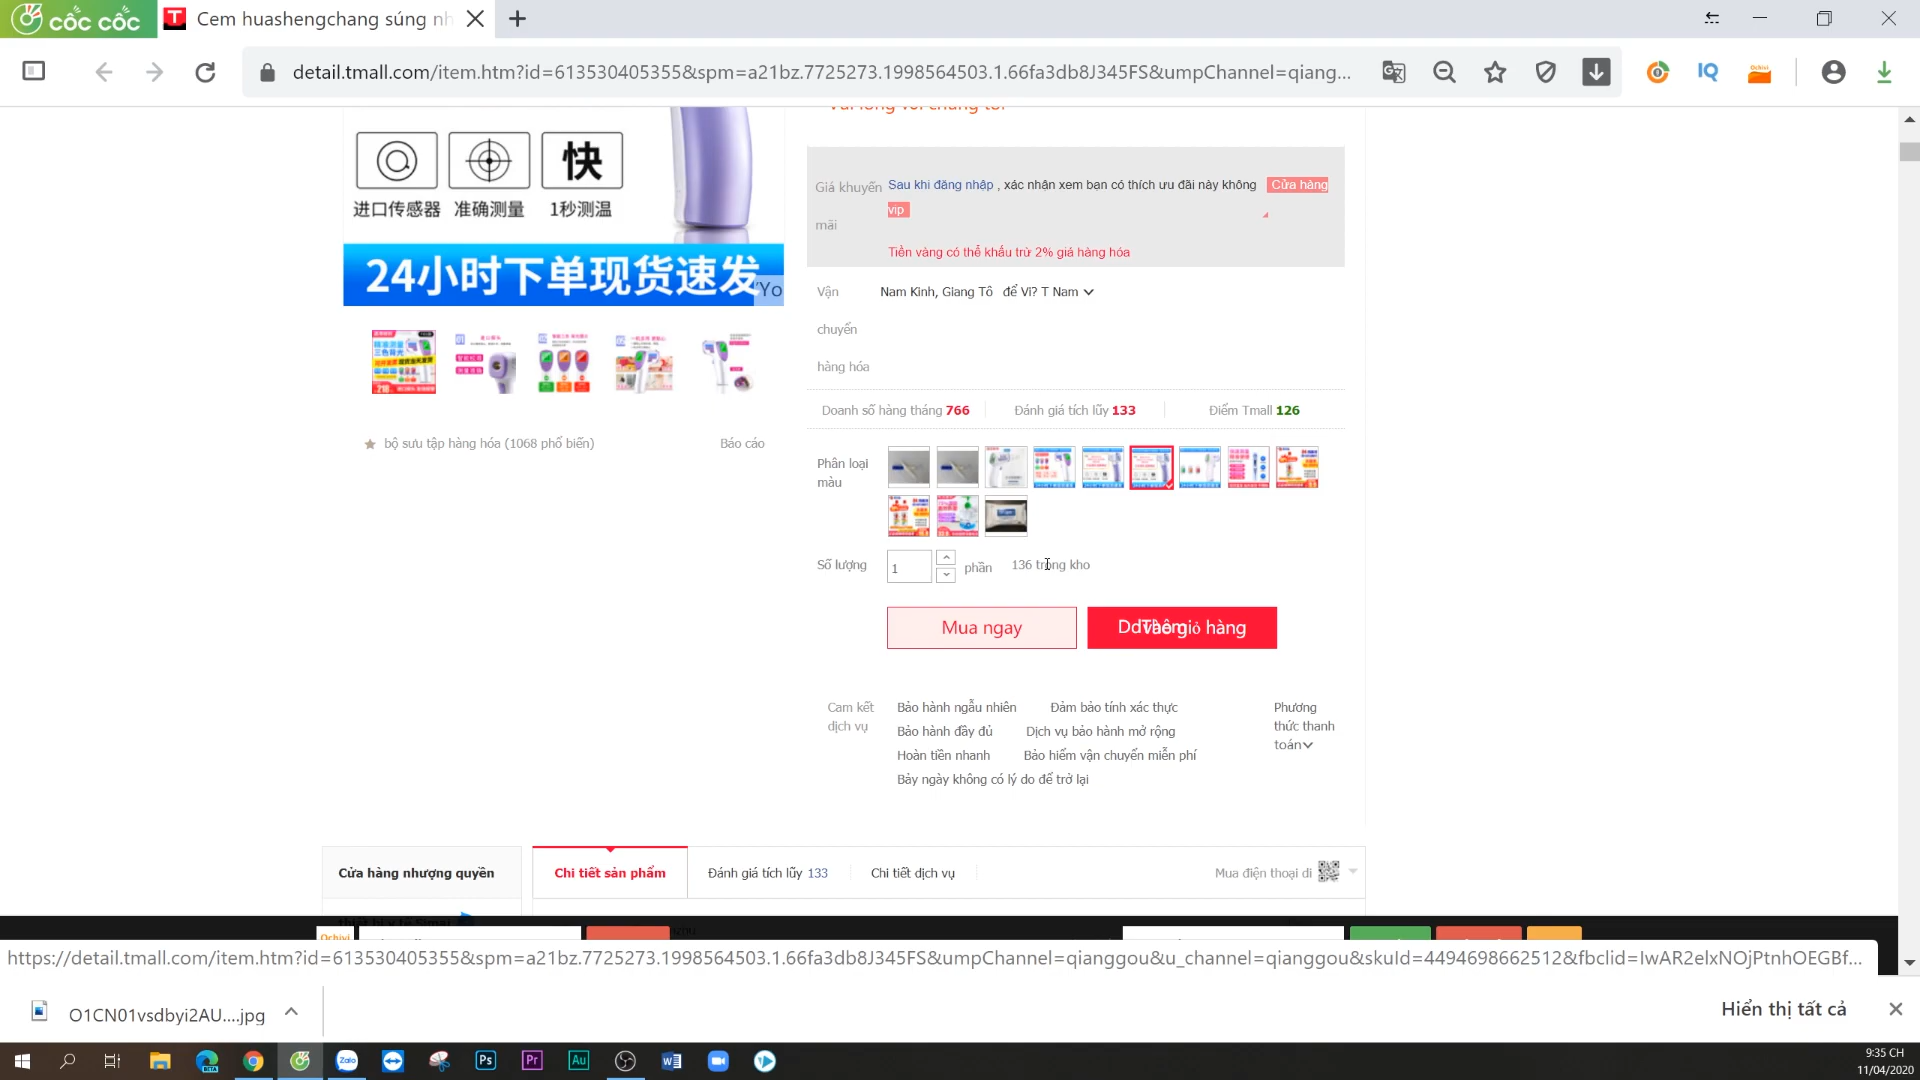 cốc cốc
Cem huashengchang súng nh
detail.tmall.com/item.htm?id=613530405355&spm=a21bz.7725273.1998564503.1.66fa3db8J345FS&umpChannel=qiang...
IQ
Ochivi
快
进口传感器 准确测量 1秒测温
24小时下单现货速发
Giá khuyến mãi
Sau khi đăng nhập , xác nhận xem bạn có thích ưu đãi này không Cửa hàng
vip
Tiền vàng có thể khấu trừ 2% giá hàng hóa
Vận chuyển hàng hóa
Nam Kinh, Giang Tô để Vi? T Nam
Doanh số hàng tháng 766 Đánh giá tích lũy 133 Điểm Tmall 126
bộ sưu tập hàng hóa (1068 phổ biến) Báo cáo
Phân loại
màu
Số lượng 1 phần 136 trong kho
Mua ngay
giỏ hàng
Cam kết
dịch vụ
Bảo hành ngẫu nhiên Đảm bảo tính xác thực
Bảo hành đầy đủ Dịch vụ bảo hành mở rộng
Hoàn tiền nhanh Bảo hiểm vận chuyển miễn phí
Bảy ngày không có lý do để trở lại
Phương
thức thanh
toán
Cửa hàng nhượng quyền
Chi tiết sản phẩm Đánh giá tích lũy 133 Chi tiết dịch vụ Mua điện thoại di
Ochivi
https://detail.tmall.com/item.htm?id=613530405355&spm=a21bz.7725273.1998564503.1.66fa3db8J345FS&umpChannel=qianggou&u_channel=qianggou&skuId=4494698662512&fbclid=IwAR2elxNOjPtnhOEGBf...
O1CN01vsdbyi2AU....jpg
Hiển thị tất cả
BETA
Zalo
Ps
Pr
Au
9:35 CH
11/04/2020